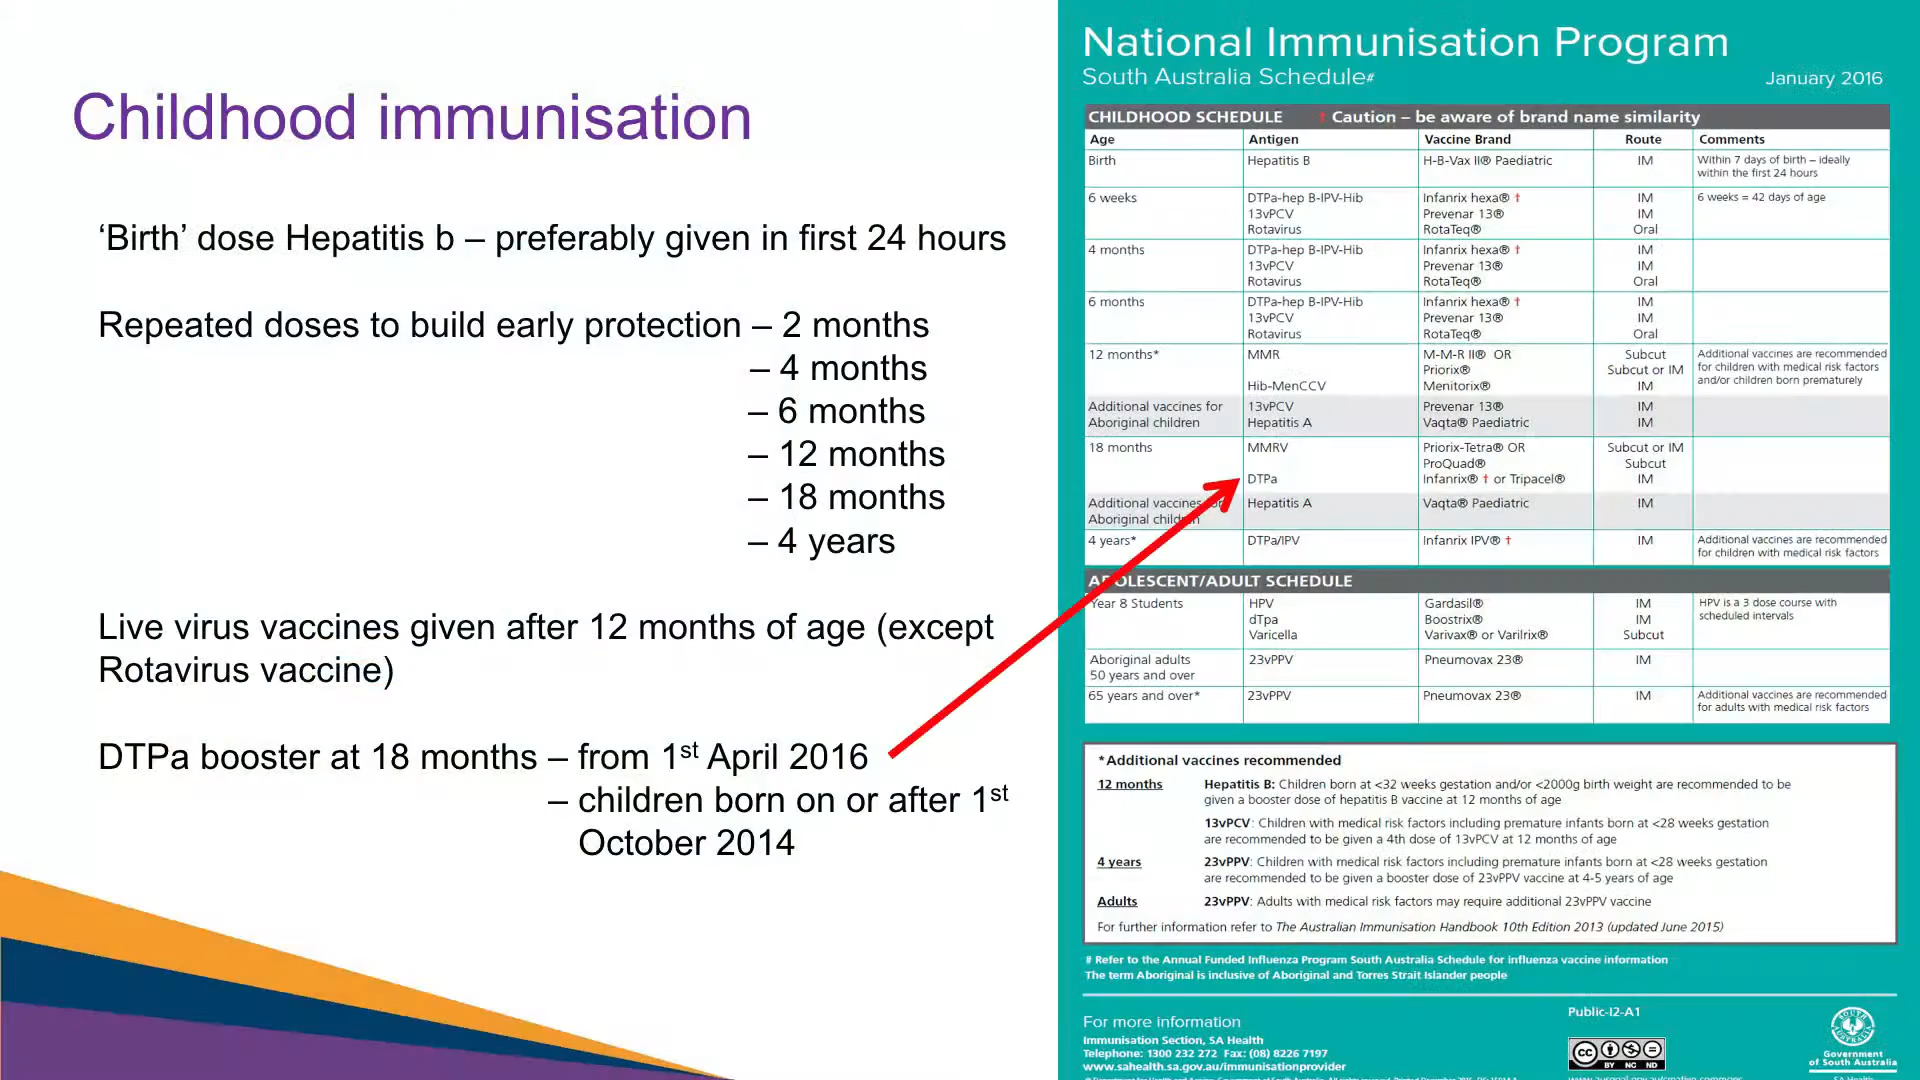 Childhood immunisation
‘Birth’ dose Hepatitis b – preferably given in first 24 hours
Repeated doses to build early protection – 2 months
– 4 months
– 6 months
– 12 months
– 18 months
– 4 years
Live virus vaccines given after 12 months of age (except
Rotavirus vaccine)
DTPa booster at 18 months – from 1st April 2016
– children born on or after 1st
October 2014
National Immunisation Program
South Australia Schedule# January 2016
CHILDHOOD SCHEDULE † Caution – be aware of brand name similarity
Age Antigen Vaccine Brand Route Comments
Birth Hepatitis B H-B-Vax II® Paediatric IM Within 7 days of birth – ideally
within the first 24 hours
6 weeks DTPa-hep B-IPV-Hib Infanrix hexa® † IM 6 weeks = 42 days of age
13vPCV Prevenar 13® IM
Rotavirus RotaTeq® Oral
4 months DTPa-hep B-IPV-Hib Infanrix hexa® † IM
13vPCV Prevenar 13® IM
Rotavirus RotaTeq® Oral
6 months DTPa-hep B-IPV-Hib Infanrix hexa® † IM
13vPCV Prevenar 13® IM
Rotavirus RotaTeq® Oral
12 months* MMR M-M-R II® OR Subcut Additional vaccines are recommended
Priorix® Subcut or IM for children with medical risk factors
Hib-MenCCV Menitorix® IM and/or children born prematurely
Additional vaccines for 13vPCV Prevenar 13® IM
Aboriginal children Hepatitis A Vaqta® Paediatric IM
18 months MMRV Priorix-Tetra® OR Subcut or IM
ProQuad® Subcut
DTPa Infanrix® † or Tripacel® IM
Additional vaccines for Hepatitis A Vaqta® Paediatric IM
Aboriginal children
4 years* DTPa/IPV Infanrix IPV® † IM Additional vaccines are recommended
for children with medical risk factors
ADOLESCENT/ADULT SCHEDULE
Year 8 Students HPV Gardasil® IM HPV is a 3 dose course with
dTpa Boostrix® IM scheduled intervals
Varicella Varivax® or Varilrix® Subcut
Aboriginal adults 23vPPV Pneumovax 23® IM
50 years and over
65 years and over* 23vPPV Pneumovax 23® IM Additional vaccines are recommended
for adults with medical risk factors
*Additional vaccines recommended
12 months Hepatitis B: Children born at <32 weeks gestation and/or <2000g birth weight are recommended to be
given a booster dose of hepatitis B vaccine at 12 months of age
13vPCV: Children with medical risk factors including premature infants born at <28 weeks gestation
are recommended to be given a 4th dose of 13vPCV at 12 months of age
4 years 23vPPV: Children with medical risk factors including premature infants born at <28 weeks gestation
are recommended to be given a booster dose of 23vPPV vaccine at 4-5 years of age
Adults 23vPPV: Adults with medical risk factors may require additional 23vPPV vaccine
For further information refer to The Australian Immunisation Handbook 10th Edition 2013 (updated June 2015)
# Refer to the Annual Funded Influenza Program South Australia Schedule for influenza vaccine information
The term Aboriginal is inclusive of Aboriginal and Torres Strait Islander people
For more information
Immunisation Section, SA Health
Telephone: 1300 232 272 Fax: (08) 8226 7197
www.sahealth.sa.gov.au/immunisationprovider
Public-I2-A1
CC BY NC ND
Government
of South Australia
SA Health